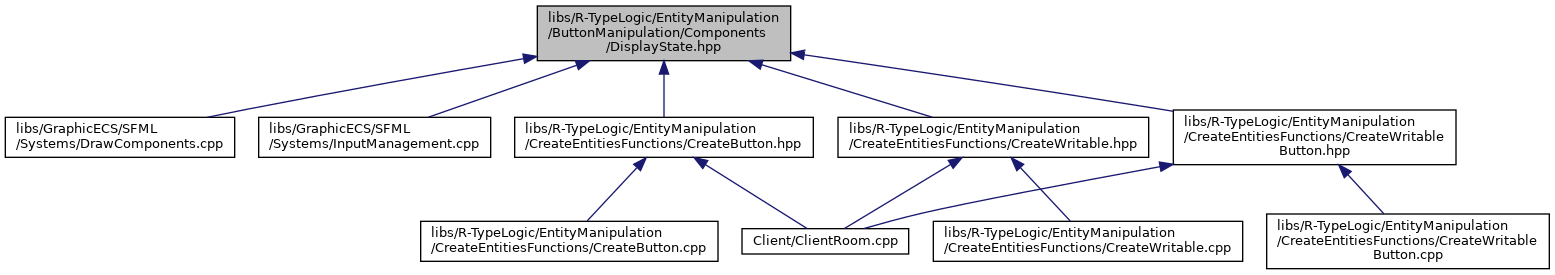 libs/R-TypeLogic/EntityManipulation
/ButtonManipulation/Components
/DisplayState.hpp
libs/GraphicECS/SFML
/Systems/DrawComponents.cpp
libs/GraphicECS/SFML
/Systems/InputManagement.cpp
libs/R-TypeLogic/EntityManipulation
/CreateEntitiesFunctions/CreateButton.hpp
libs/R-TypeLogic/EntityManipulation
/CreateEntitiesFunctions/CreateWritable.hpp
libs/R-TypeLogic/EntityManipulation
/CreateEntitiesFunctions/CreateWritable
Button.hpp
libs/R-TypeLogic/EntityManipulation
/CreateEntitiesFunctions/CreateButton.cpp
Client/ClientRoom.cpp
libs/R-TypeLogic/EntityManipulation
/CreateEntitiesFunctions/CreateWritable.cpp
libs/R-TypeLogic/EntityManipulation
/CreateEntitiesFunctions/CreateWritable
Button.cpp